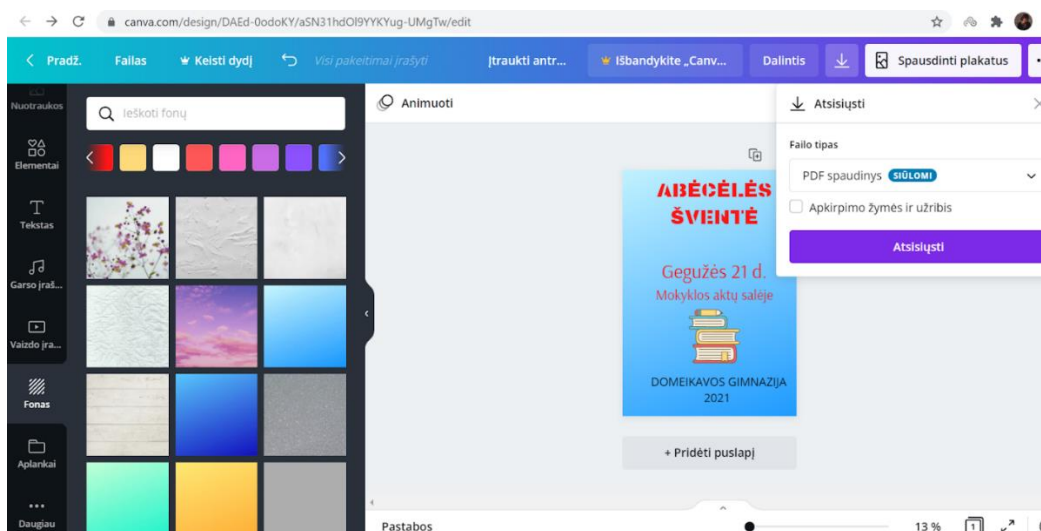 canva.com/design/DAEd-0odoKY/aSN31hdOl9YYKYug-UMgTw/edit
Pradž.
Failas
Keisti dydį
Visi pakeitimai įrašyti
Įtraukti antr...
Išbandykite „Canv...
Dalintis
Spausdinti plakatus
Nuotraukos
Elementai
Tekstas
Garso įraš...
Vaizdo įra...
Fonas
Aplankai
Daugiau
Ieškoti fonų
Animuoti
Atsisiųsti
Failo tipas
PDF spaudinys SIŪLOMI
Apkirpimo žymės ir užribis
Atsisiųsti
ABĖCĖLĖS
ŠVENTĖ
Gegužės 21 d.
Mokyklos aktų salėje
DOMEIKAVOS GIMNAZIJA
2021
+ Pridėti puslapį
Pastabos
13 %
1